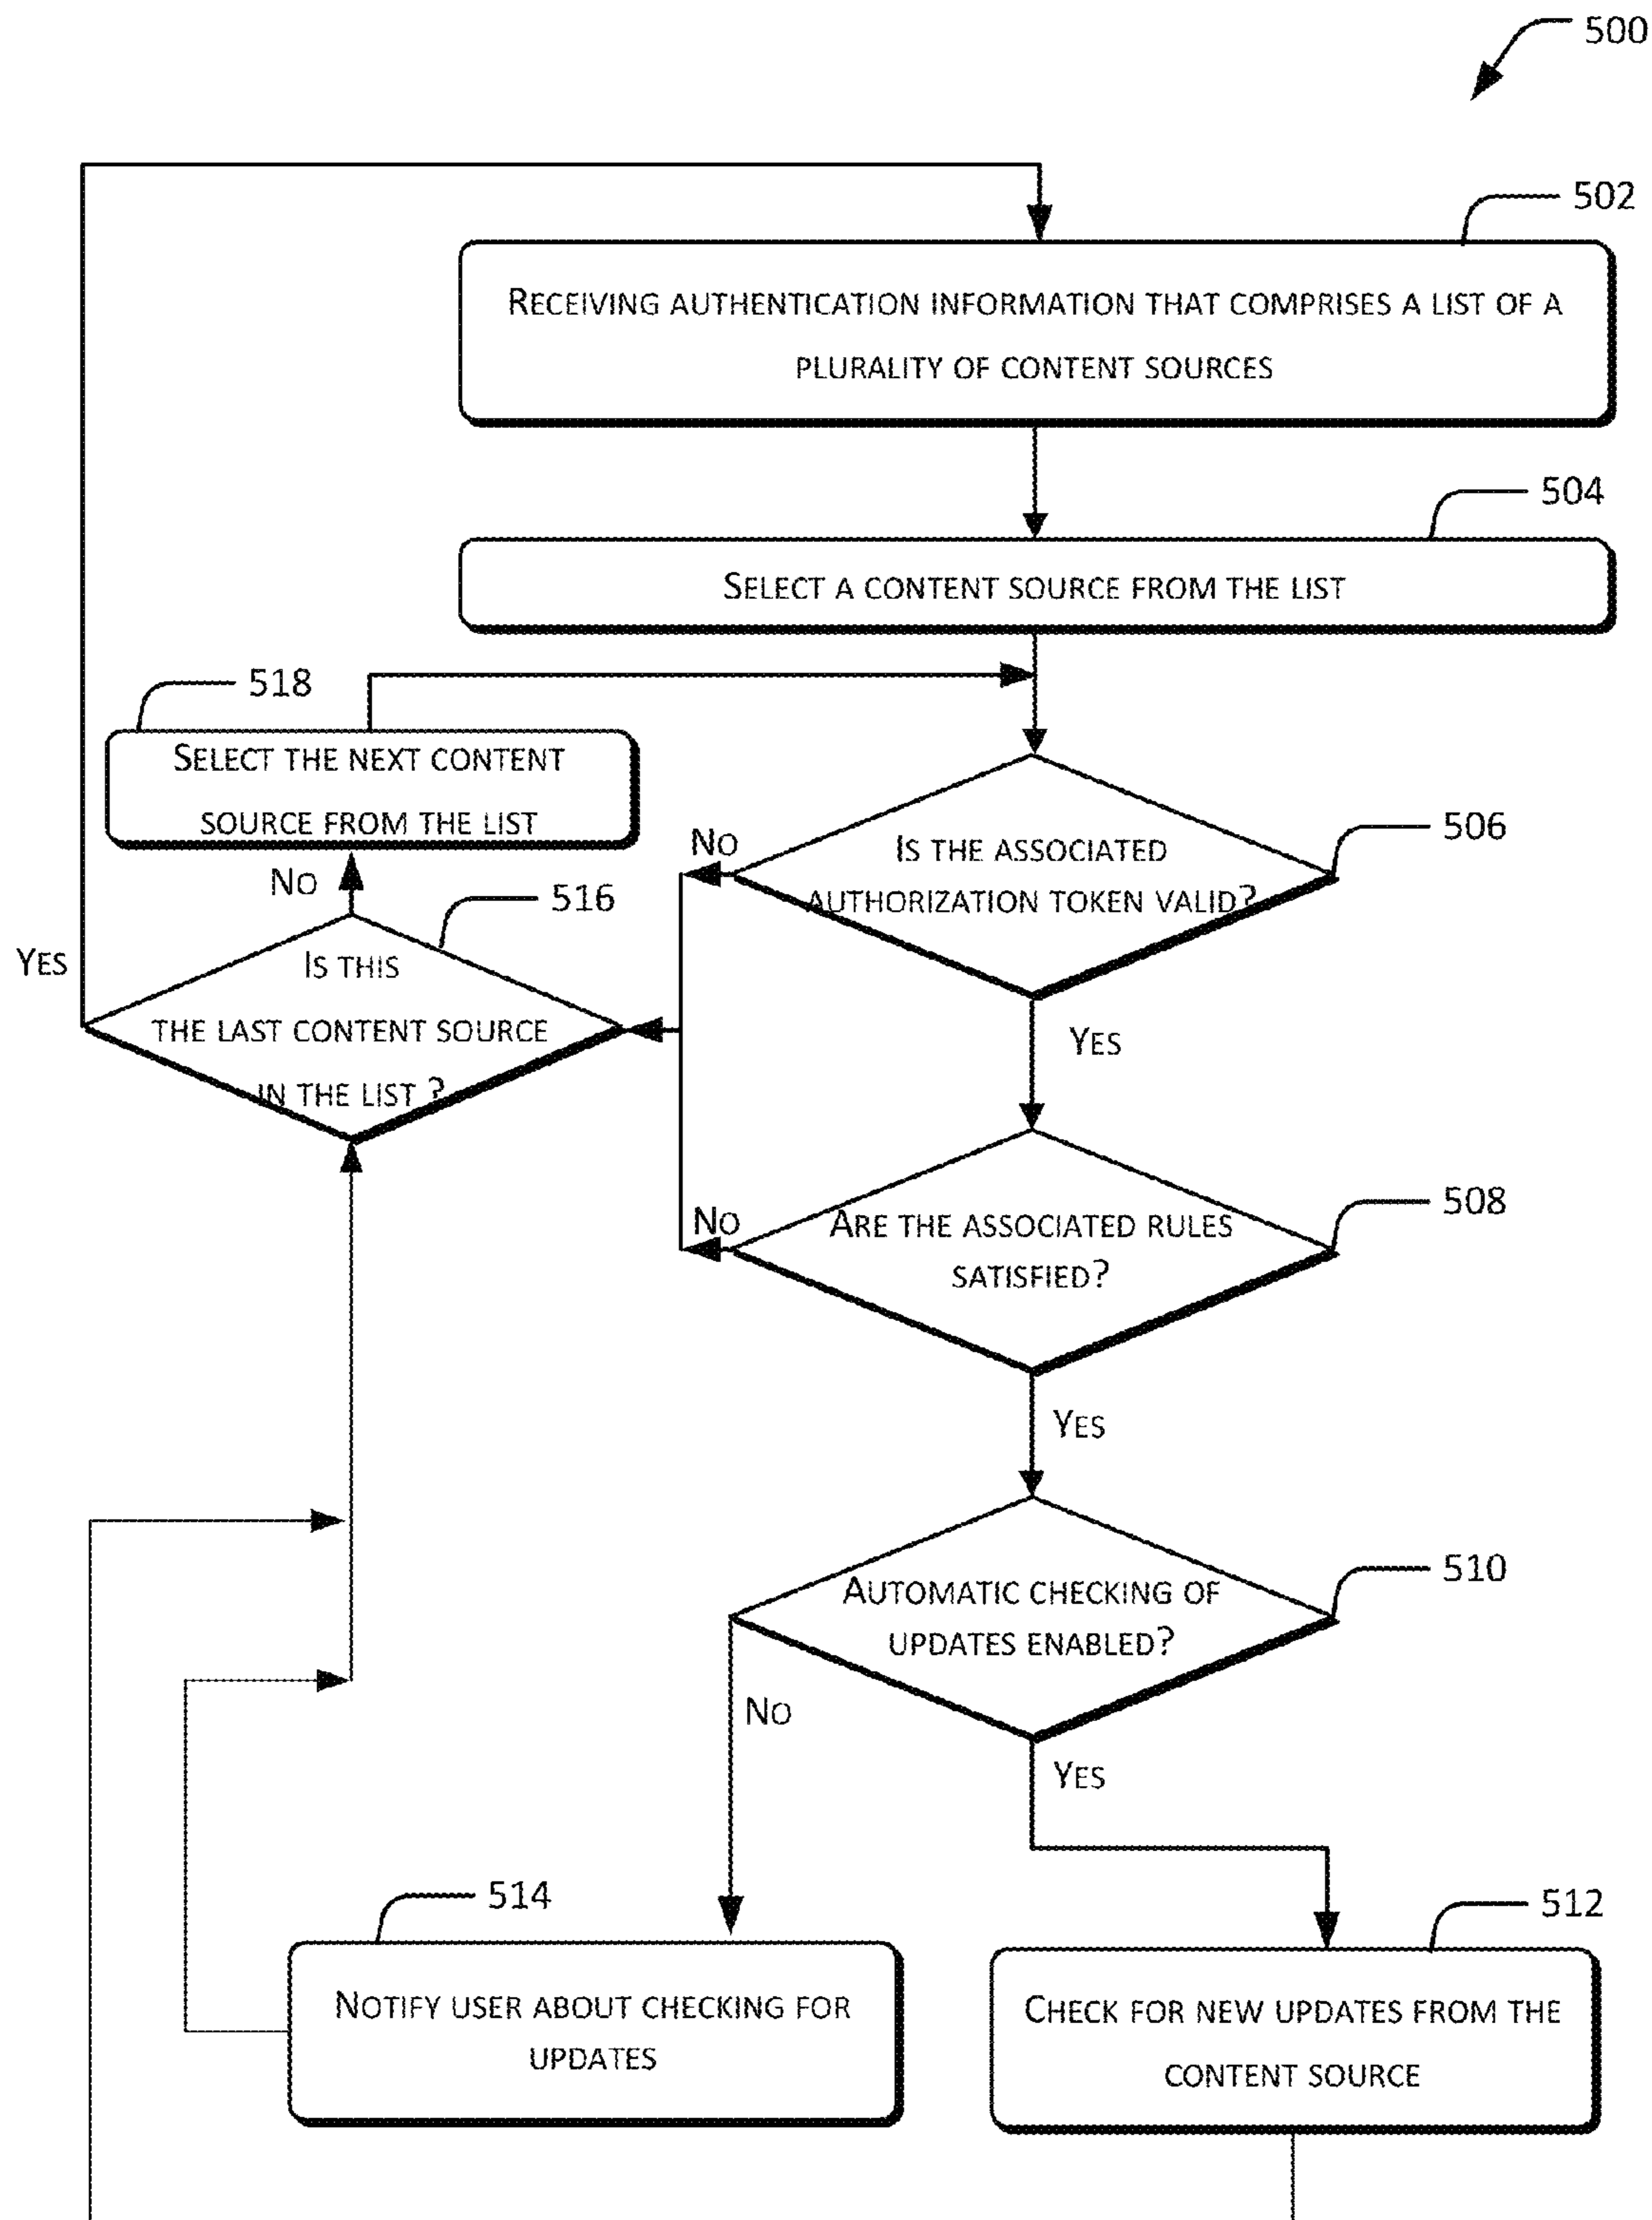 500
502
Receiving authentication information that comprises a list of a
plurality of content sources
504
Select a content source from the list
518
Select the next content
source from the list
No
516
Yes
Is this
the last content source
in the list ?
No
506
Is the associated
authorization token valid?
Yes
No
508
Are the associated rules
satisfied?
Yes
510
Automatic checking of
updates enabled?
No
Yes
514
Notify user about checking for
updates
512
Check for new updates from the
content source